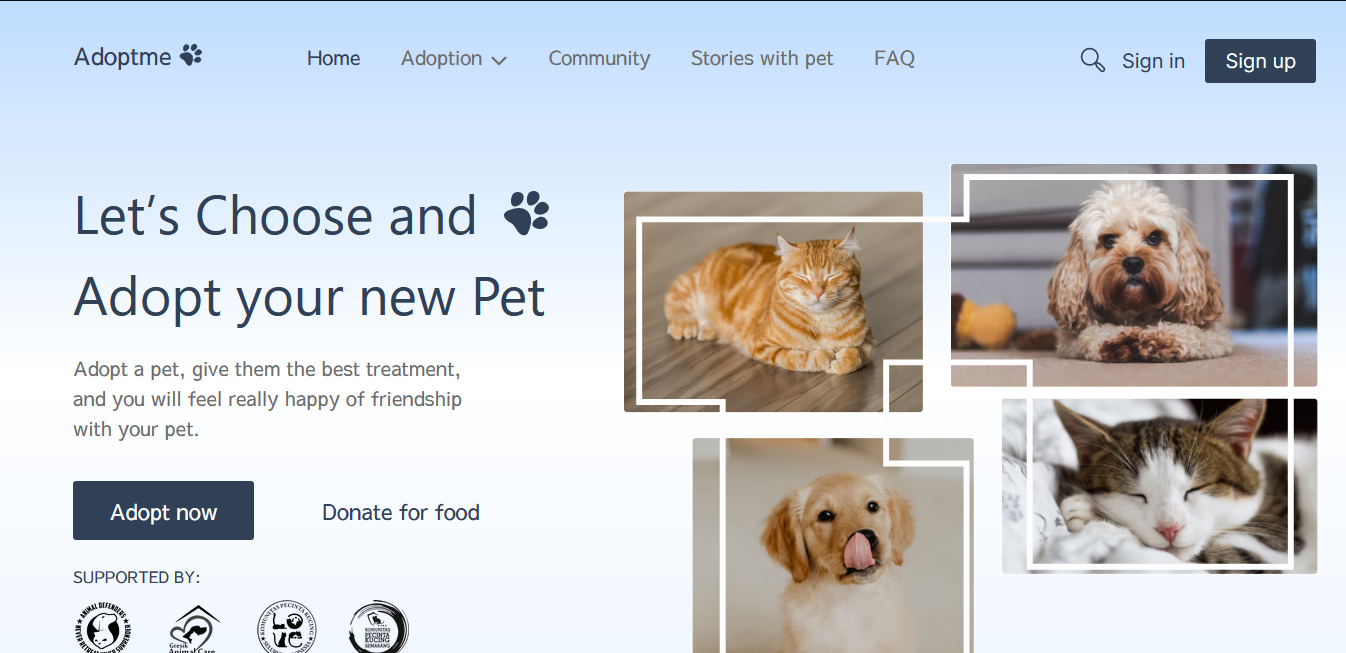 Adoptme
Home
Adoption
Community
Stories with pet
FAQ
Sign in
Sign up
Let’s Choose and
Adopt your new Pet
Adopt a pet, give them the best treatment,
and you will feel really happy of friendship
with your pet.
Adopt now
Donate for food
SUPPORTED BY:
ANIMAL DEFENDERS
Gresik
Animal Care
KOMUNITAS PECINTA KUCING
LOVE
KOMUNITAS
PECINTA
KUCING
SEMARANG